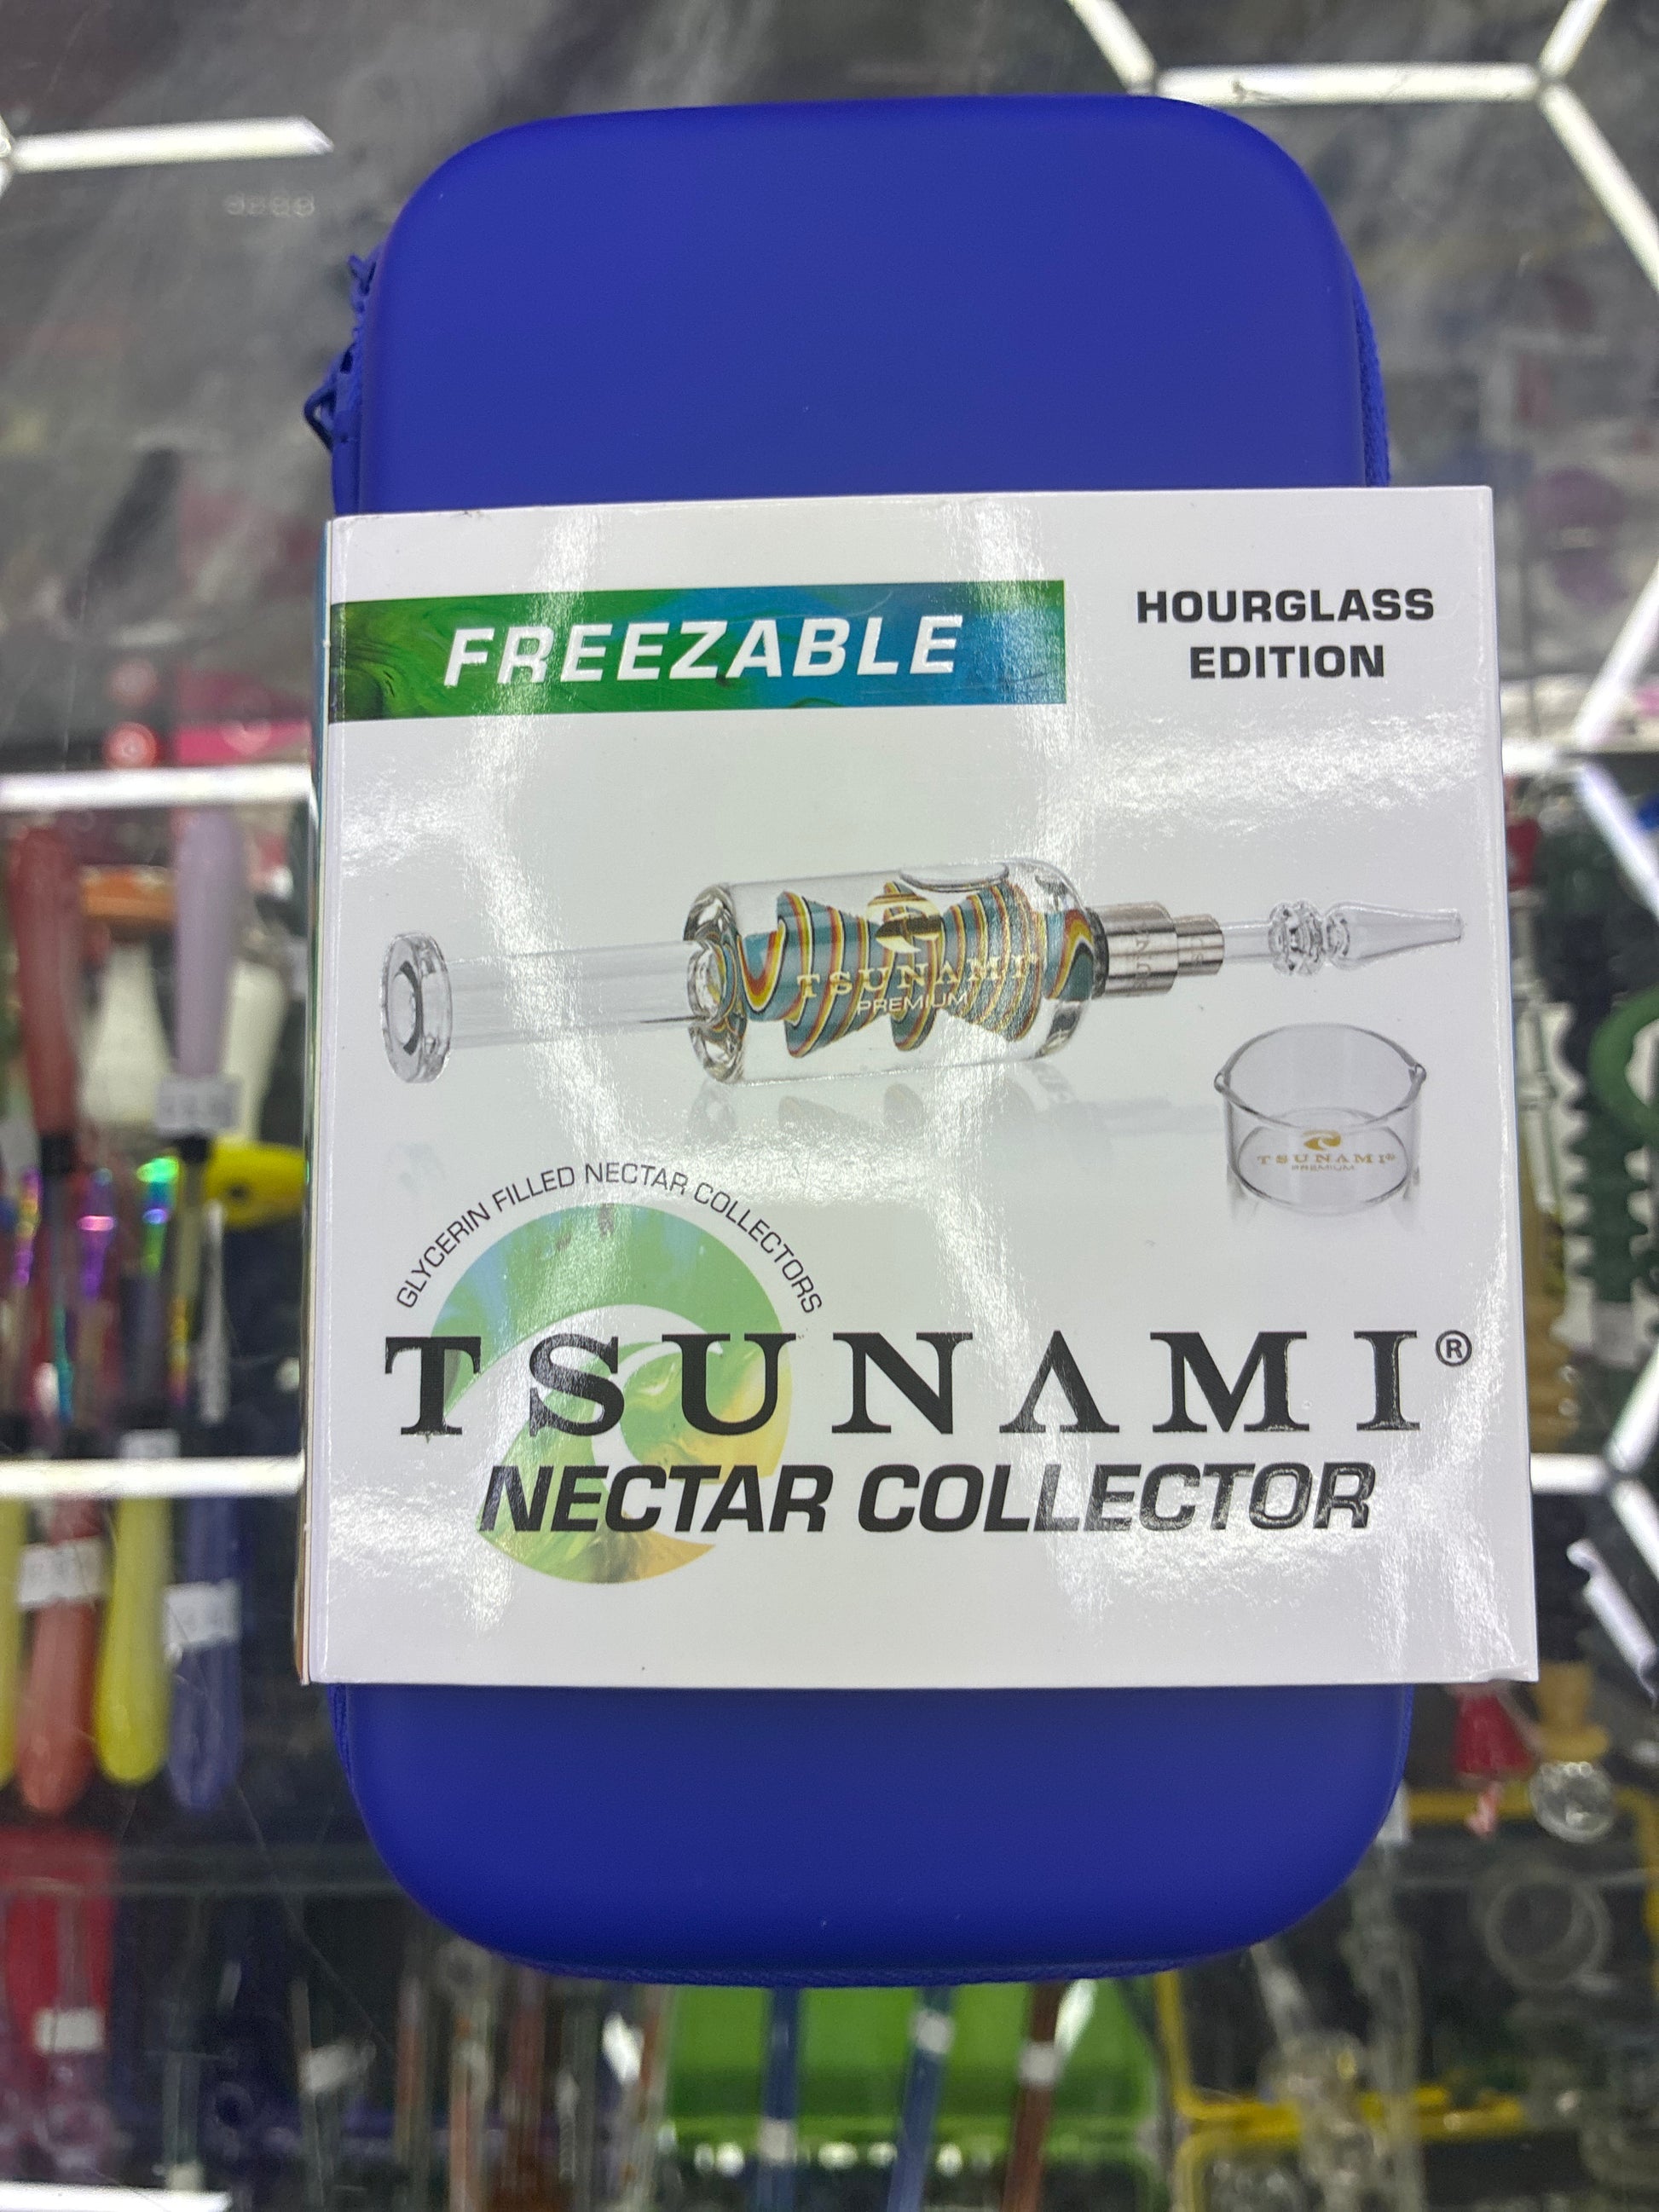 FREEZABLE
HOURGLASS
EDITION
TSUNAMI
PREMIUM
TSUNAMI®
PREMIUM
GLYCERIN FILLED NECTAR COLLECTORS
TSUNAMI®
NECTAR COLLECTOR